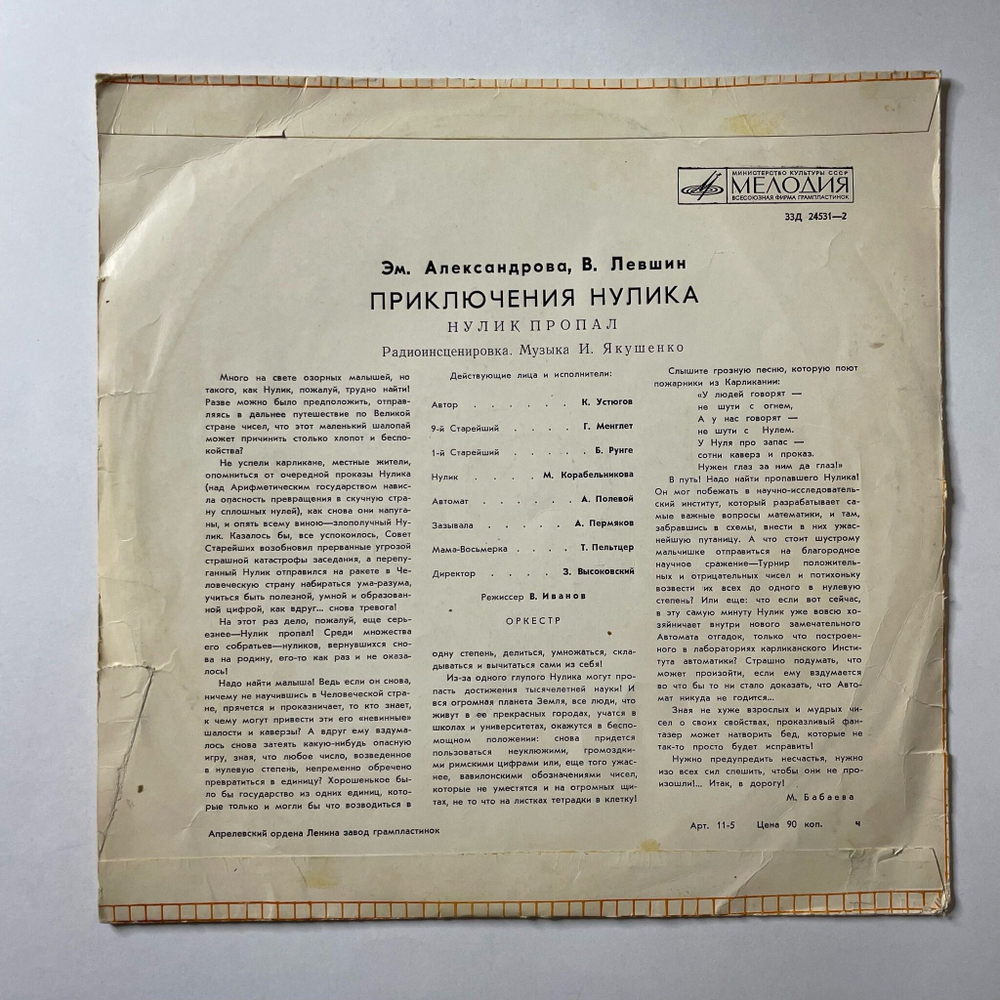 МИНИСТЕРСТВО КУЛЬТУРЫ СССР
МЕЛОДИЯ
ВСЕСОЮЗНАЯ ФИРМА ГРАМПЛАСТИНОК
33Д 24531—2
Эм. Александрова, В. Левшин
ПРИКЛЮЧЕНИЯ НУЛИКА
НУЛИК ПРОПАЛ
Радиоинсценировка. Музыка И. Якушенко
Много на свете озорных малышей, но
такого, как Нулик, пожалуй, трудно найти!
Разве можно было предположить, отправ-
ляясь в дальнее путешествие по Великой
стране чисел, что этот маленький шалопай
может причинить столько хлопот и беспо-
койства?
Не успели карликане, местные жители,
опомниться от очередной проказы Нулика
(над Арифметическим государством навис-
ла опасность превращения в скучную стра-
ну сплошных нулей), как снова они напуга-
ны, и опять всему виною—злополучный Ну-
лик. Казалось бы, все успокоилось, Совет
Старейших возобновил прерванные угрозой
страшной катастрофы заседания, а перепу-
ганный Нулик отправился на ракете в Че-
ловеческую страну набираться ума-разума,
учиться быть полезной, умной и образован-
ной цифрой, как вдруг... снова тревога!
На этот раз дело, пожалуй, еще серь-
езнее—Нулик пропал! Среди множества
его собратьев—нуликов, вернувшихся сно-
ва на родину, его-то как раз и не оказа-
лось!
Надо найти малыша! Ведь если он снова,
ничему не научившись в Человеческой стра-
не, прячется и проказничает, то кто знает,
к чему могут привести эти его «невинные»
шалости и каверзы? А вдруг ему вздума-
лось снова затеять какую-нибудь опасную
игру, зная, что любое число, возведенное
в нулевую степень, непременно обречено
превратиться в единицу? Хорошенькое бы-
ло бы государство из одних единиц, кото-
рые только и могли бы что возводиться в
Действующие лица и исполнители:
Автор . . . . . . К. Устюгов
9-й Старейший . . . . Г. Менглет
1-й Старейший . . . . . Б. Рунге
Нулик . . . . М. Корабельникова
Автомат . . . . . . А. Полевой
Зазывала . . . . . А. Пермяков
Мама-Восьмерка . . . . Т. Пельтцер
Директор . . . . З. Высоковский
Режиссер В. Иванов
ОРКЕСТР
одну степень, делиться, умножаться, скла-
дываться и вычитаться сами из себя!
Из-за одного глупого Нулика могут про-
пасть достижения тысячелетней науки! И
вся огромная планета Земля, все люди, что
живут в ее прекрасных городах, учатся в
школах и университетах, окажутся в беспо-
мощном положении: снова придется
пользоваться неуклюжими, громоздки-
ми римскими цифрами или, еще того ужас-
нее, вавилонскими обозначениями чисел,
которые не уместятся и на огромных щи-
тах, не то что на листках тетрадки в клетку!
Слышите грозную песню, которую поют
пожарники из Карликании:
«У людей говорят —
не шути с огнем,
А у нас говорят —
не шути с Нулем.
У Нуля про запас —
сотни каверз и проказ.
Нужен глаз за ним да глаз!»
В путь! Надо найти пропавшего Нулика!
Он мог побежать в научно-исследователь-
ский институт, который разрабатывает са-
мые важные вопросы математики, и там,
забравшись в схемы, внести в них ужас-
нейшую путаницу. А что стоит шустрому
мальчишке отправиться на благородное
научное сражение—Турнир положитель-
ных и отрицательных чисел и потихоньку
возвести их всех до одного в нулевую
степень? Или еще: что если вот сейчас,
в эту самую минуту Нулик уже вовсю хо-
зяйничает внутри нового замечательного
Автомата отгадок, только что построен-
ного в лабораториях карликанского Инсти-
тута автоматики? Страшно подумать, что
может произойти, если ему вздумается
во что бы то ни стало доказать, что Авто-
мат никуда не годится...
Зная не хуже взрослых и мудрых чи-
сел о своих свойствах, проказливый фан-
тазер может натворить бед, которые не
так-то просто будет исправить!
Нужно предупредить несчастья, нужно
изо всех сил спешить, чтобы они не про-
изошли!... Итак, в дорогу!
М. Бабаева
Апрелевский ордена Ленина завод грампластинок
Арт. 11-5 Цена 90 коп. ч